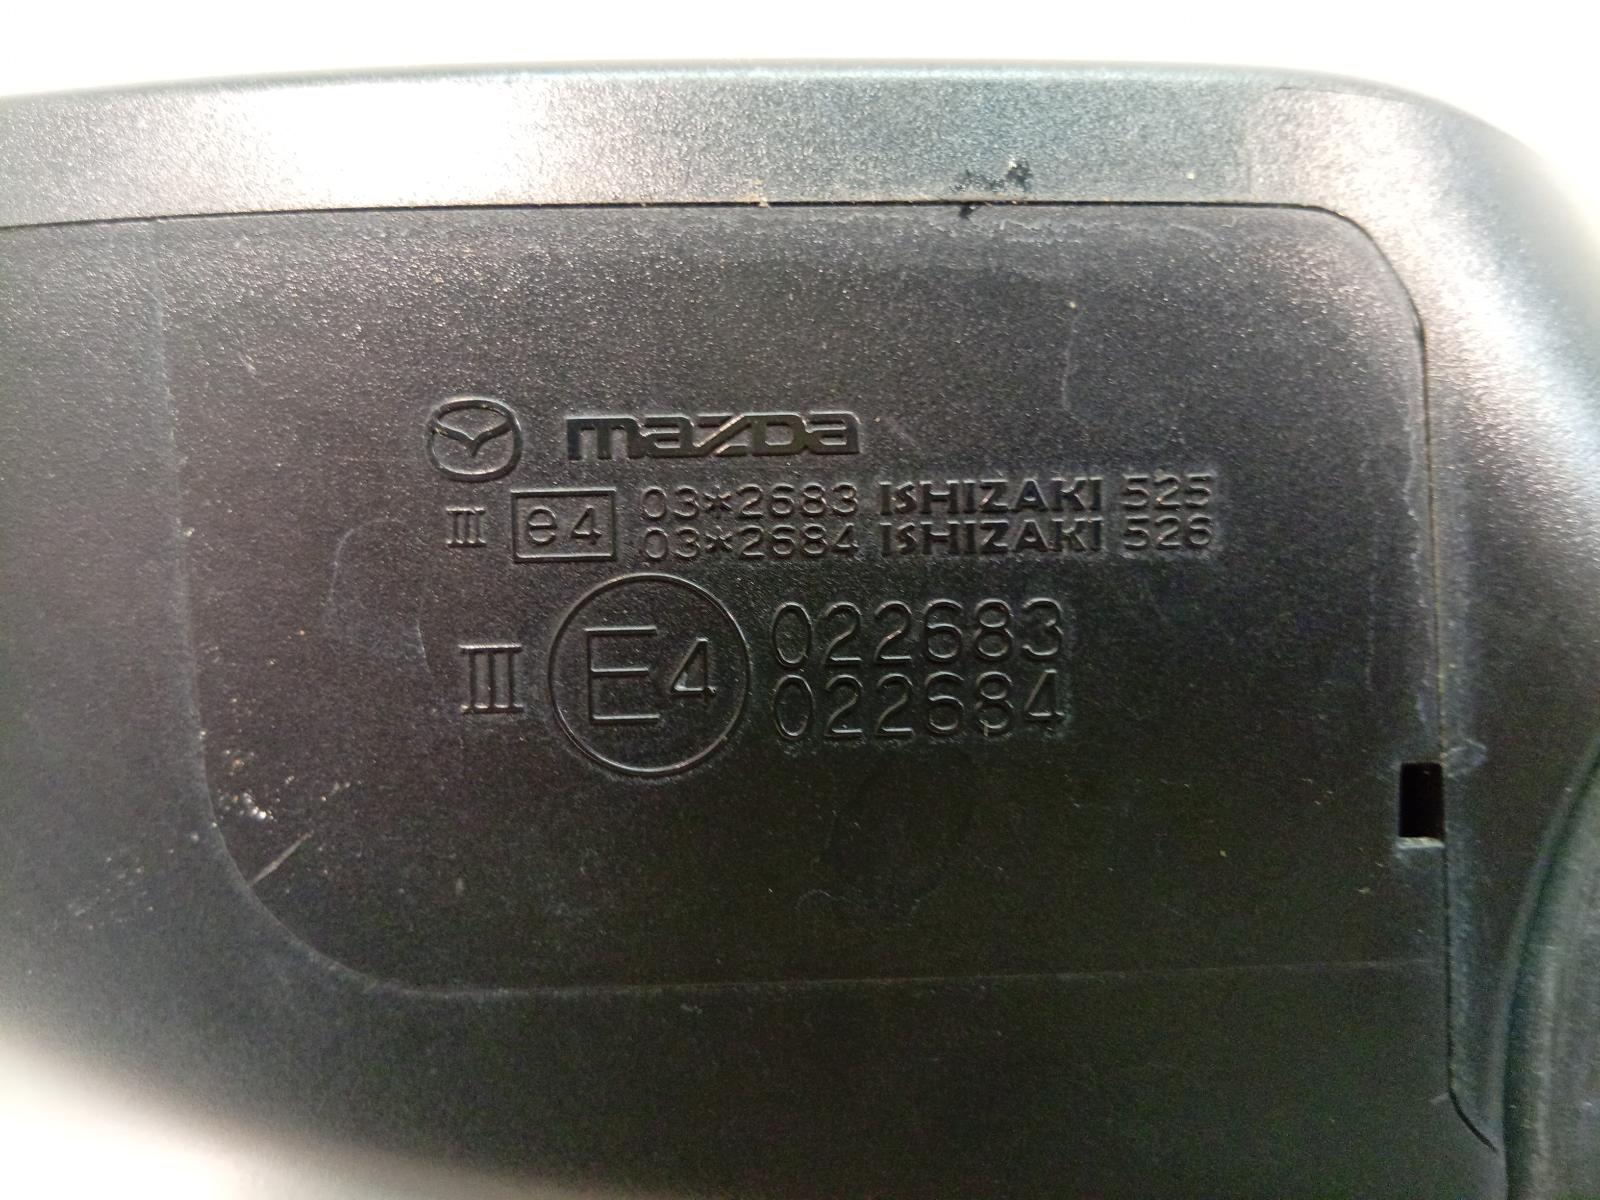 mazda
III e4 03*2683 ISHIZAKI 525
03*2684 ISHIZAKI 526
III E4 022683
022684